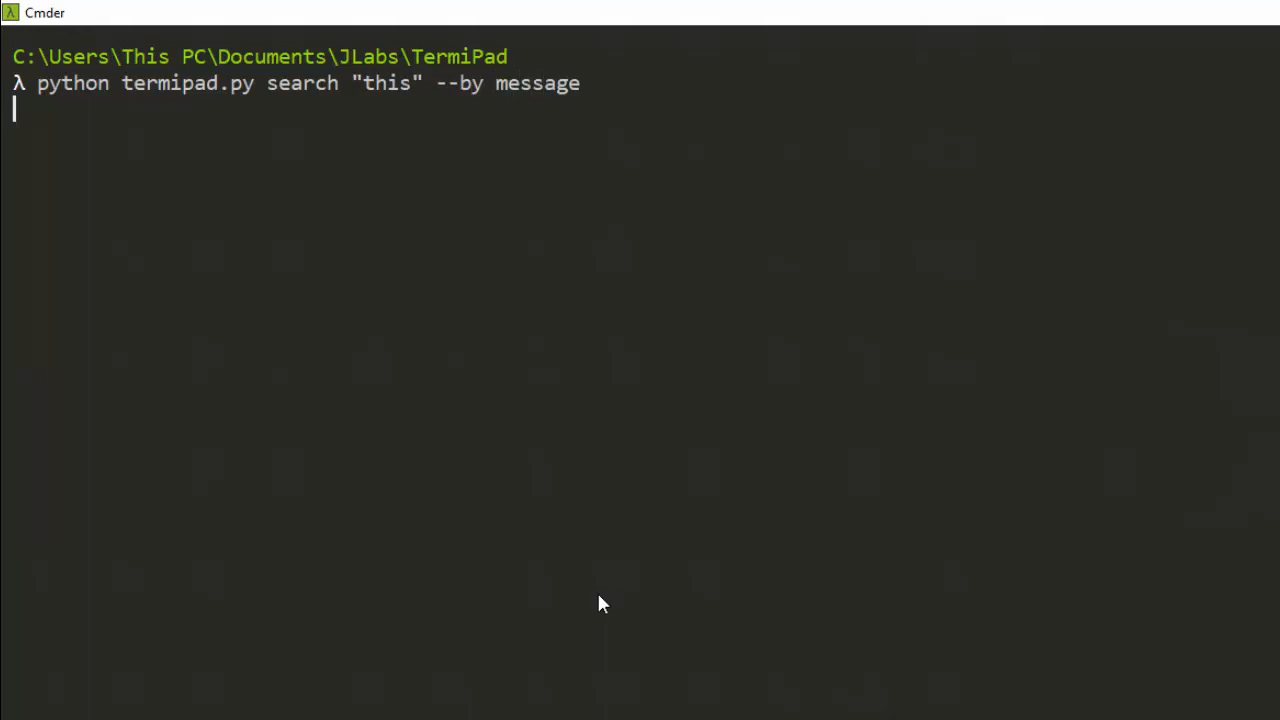 λ Cmder
C:\Users\This PC\Documents\JLabs\TermiPad
λ python termipad.py search "this" --by message